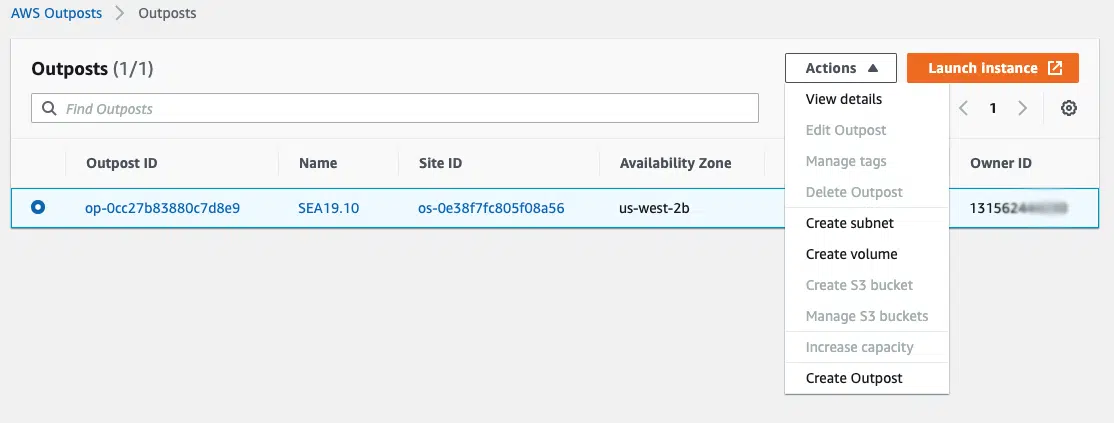 AWS Outposts > Outposts
Outposts (1/1)
Actions
Launch instance
Find Outposts
1
View details
Edit Outpost
Manage tags
Delete Outpost
Create subnet
Create volume
Create S3 bucket
Manage S3 buckets
Increase capacity
Create Outpost
Outpost ID Name Site ID Availability Zone Owner ID
op-0cc27b83880c7d8e9 SEA19.10 os-0e38f7fc805f08a56 us-west-2b